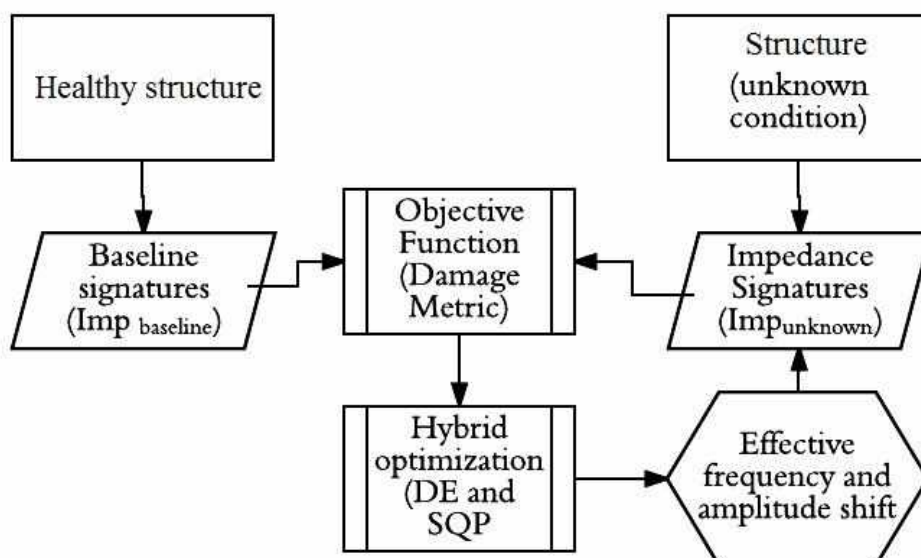 Healthy structure
Structure
(unknown
condition)
Baseline
signatures
(Imp baseline)
Objective
Function
(Damage
Metric)
Impedance
Signatures
(Impunknown)
Hybrid
optimization
(DE and
SQP
Effective
frequency and
amplitude shift